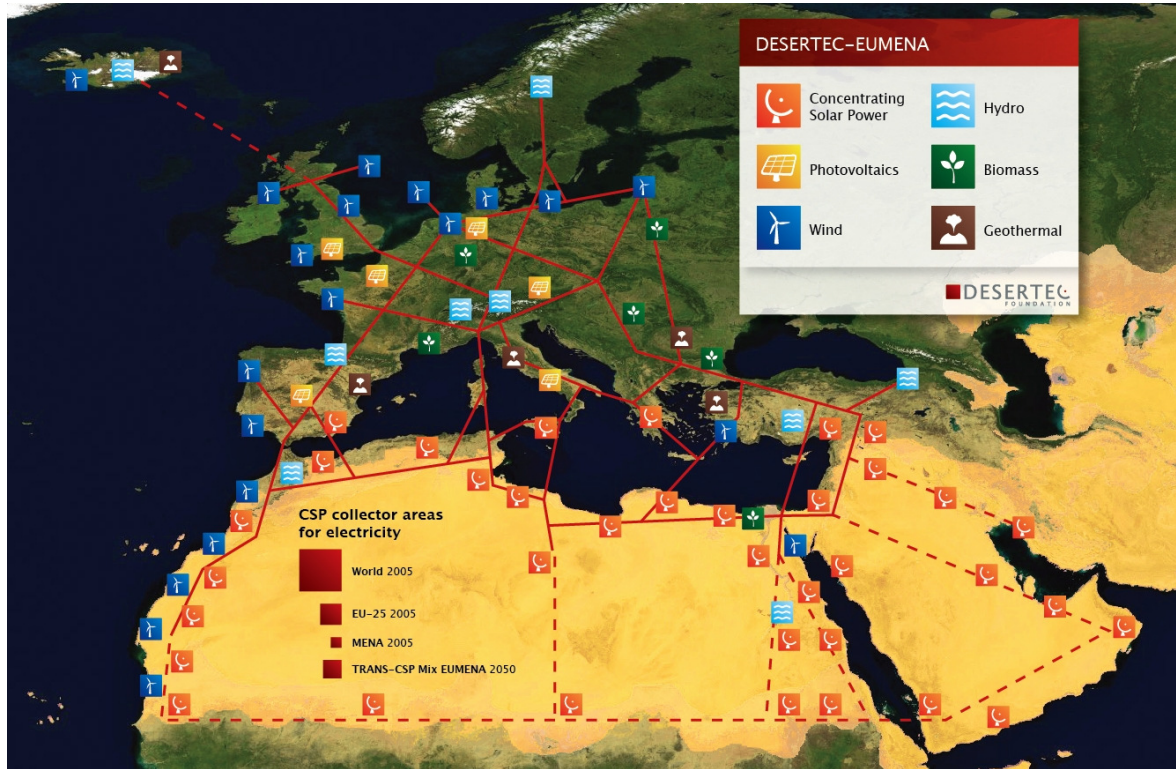 DESERTEC–EUMENA
Concentrating
Solar Power
Hydro
Photovoltaics
Biomass
Wind
Geothermal
DESERTEC
FOUNDATION
CSP collector areas
for electricity
World 2005
EU-25 2005
MENA 2005
TRANS-CSP Mix EUMENA 2050